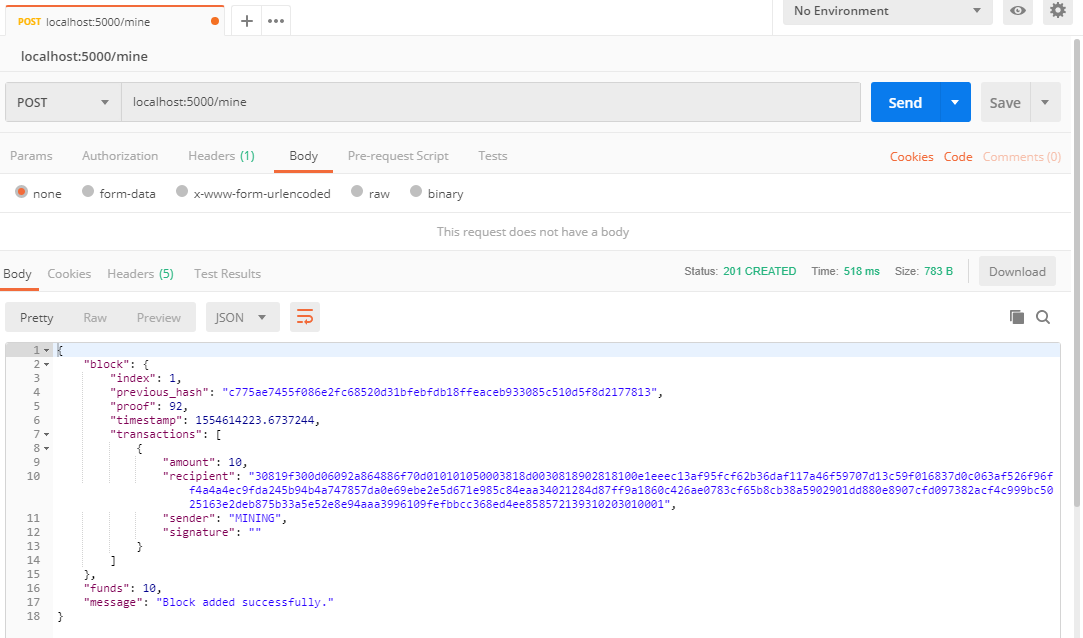 POST localhost:5000/mine
No Environment
localhost:5000/mine
POST localhost:5000/mine Send Save
Params Authorization Headers (1) Body Pre-request Script Tests Cookies Code Comments (0)
none form-data x-www-form-urlencoded raw binary
This request does not have a body
Body Cookies Headers (5) Test Results Status: 201 CREATED Time: 518 ms Size: 783 B Download
Pretty Raw Preview JSON
1 {
2 "block": {
3 "index": 1,
4 "previous_hash": "c775ae7455f086e2fc68520d31bfebfdb18ffeaceb933085c510d5f8d2177813",
5 "proof": 92,
6 "timestamp": 1554614223.6737244,
7 "transactions": [
8 {
9 "amount": 10,
10 "recipient": "30819f300d06092a864886f70d010101050003818d0030818902818100e1eeec13af95fcf62b36daf117a46f59707d13c59f016837d0c063af526f96ff
f4a4a4ec9fda245b94b4a747857da0e69ebe2e5d671e985c84eaa34021284d87ff9a1860c426ae0783cf65b8cb38a5902901dd880e8907cfd097382acf4c999bc50
25163e2deb875b33a5e52e8e94aaa3996109fefbbcc368ed4ee858572139310203010001",
11 "sender": "MINING",
12 "signature": ""
13 }
14 ]
15 },
16 "funds": 10,
17 "message": "Block added successfully."
18 }